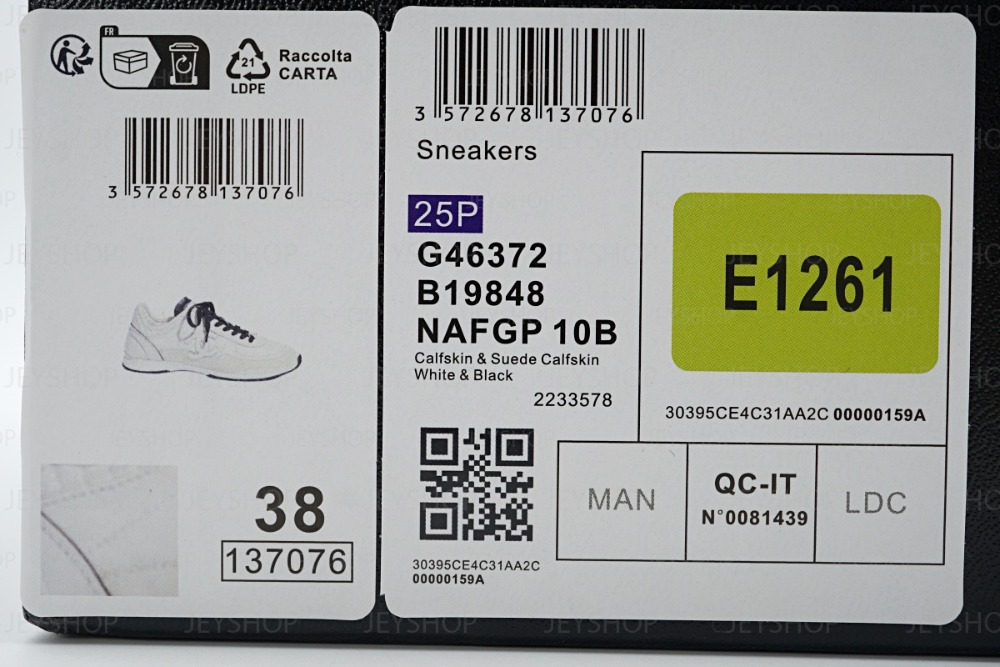 FR
21
LDPE
Raccolta
CARTA
3 572678 137076
38
137076
3 572678 137076
Sneakers
25P
G46372
B19848
NAFGP 10B
Calfskin & Suede Calfskin
White & Black
2233578
E1261
30395CE4C31AA2C 00000159A
30395CE4C31AA2C
00000159A
MAN
QC-IT
N°0081439
LDC
JEYSHOP